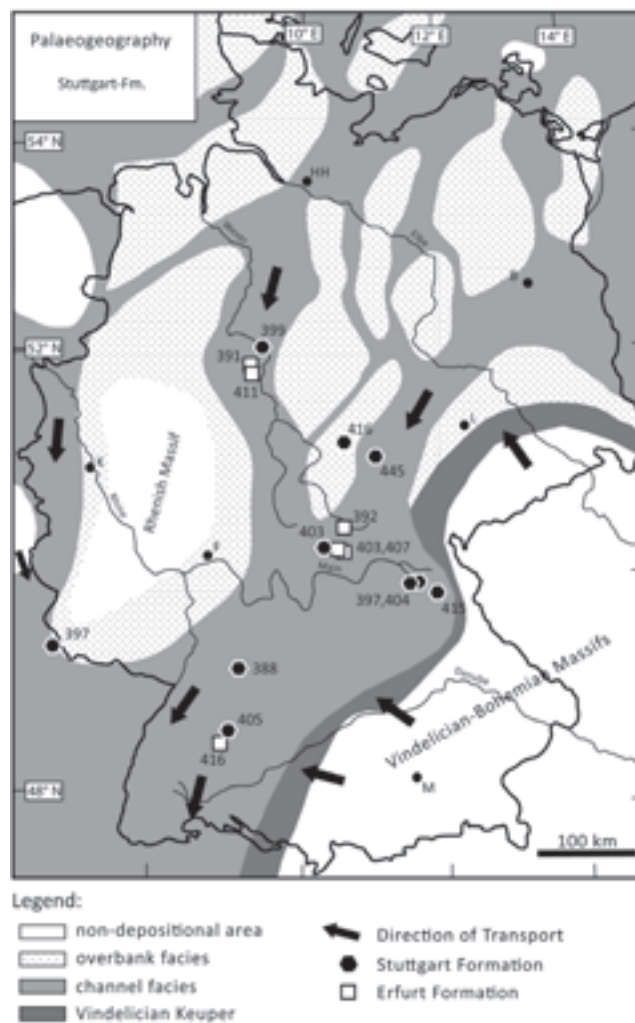 Palaeogeography
Stuttgart-Fm.
10° E
12° E
14° E
54° N
HH
Weser
Elbe
B
52° N
399
391
411
416
L
445
K
Rhine
Rhenish Massif
392
403
403,407
F
Main
397,404
415
397
388
Danube
Vindelician-Bohemian Massifs
405
416
M
48° N
100 km
Legend:
non-depositional area
overbank facies
channel facies
Vindelician Keuper
Direction of Transport
Stuttgart Formation
Erfurt Formation